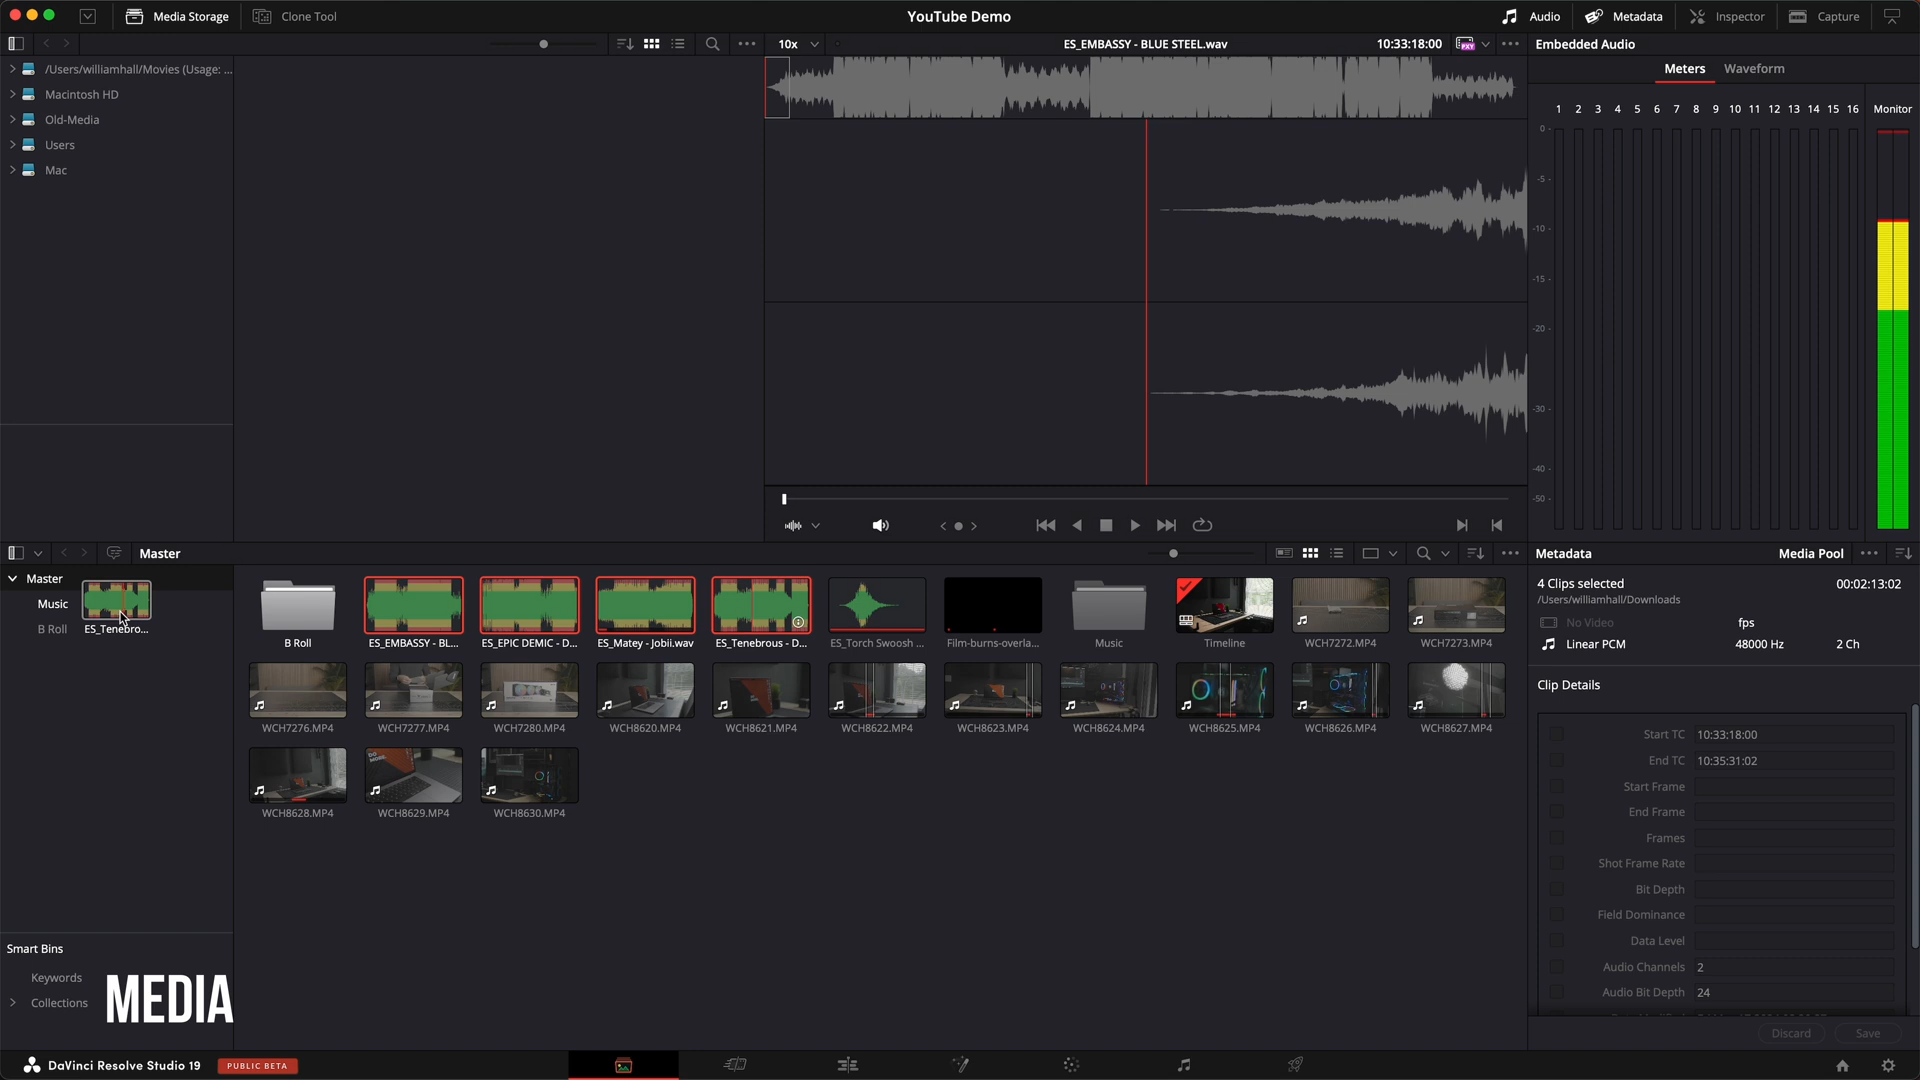 Media Storage
Clone Tool
YouTube Demo
Audio
Metadata
Inspector
Capture
10x
ES_EMBASSY - BLUE STEEL.wav
10:33:18:00
PXY
Embedded Audio
Meters
Waveform
/Users/williamhall/Movies (Usage: ...
Macintosh HD
Old-Media
Users
Mac
1 2 3 4 5 6 7 8 9 10 11 12 13 14 15 16 Monitor
0 -
-5 -
-10 -
-15 -
-20 -
-30 -
-40 -
-50 -
Master
Master
Music
B Roll
ES_Tenebro...
B Roll
ES_EMBASSY - BL...
ES_EPIC DEMIC - D...
ES_Matey - Jobii.wav
ES_Tenebrous - D...
ES_Torch Swoosh ...
Film-burns-overla...
Music
Timeline
WCH7272.MP4
WCH7273.MP4
WCH7276.MP4
WCH7277.MP4
WCH7280.MP4
WCH8620.MP4
WCH8621.MP4
WCH8622.MP4
WCH8623.MP4
WCH8624.MP4
WCH8625.MP4
WCH8626.MP4
WCH8627.MP4
WCH8628.MP4
WCH8629.MP4
WCH8630.MP4
Metadata
Media Pool
4 Clips selected
00:02:13:02
/Users/williamhall/Downloads
No Video
fps
Linear PCM
48000 Hz
2 Ch
Clip Details
Start TC 10:33:18:00
End TC 10:35:31:02
Start Frame
End Frame
Frames
Shot Frame Rate
Bit Depth
Field Dominance
Data Level
Audio Channels 2
Audio Bit Depth 24
Discard
Save
Smart Bins
Keywords
Collections
MEDIA
DaVinci Resolve Studio 19
PUBLIC BETA